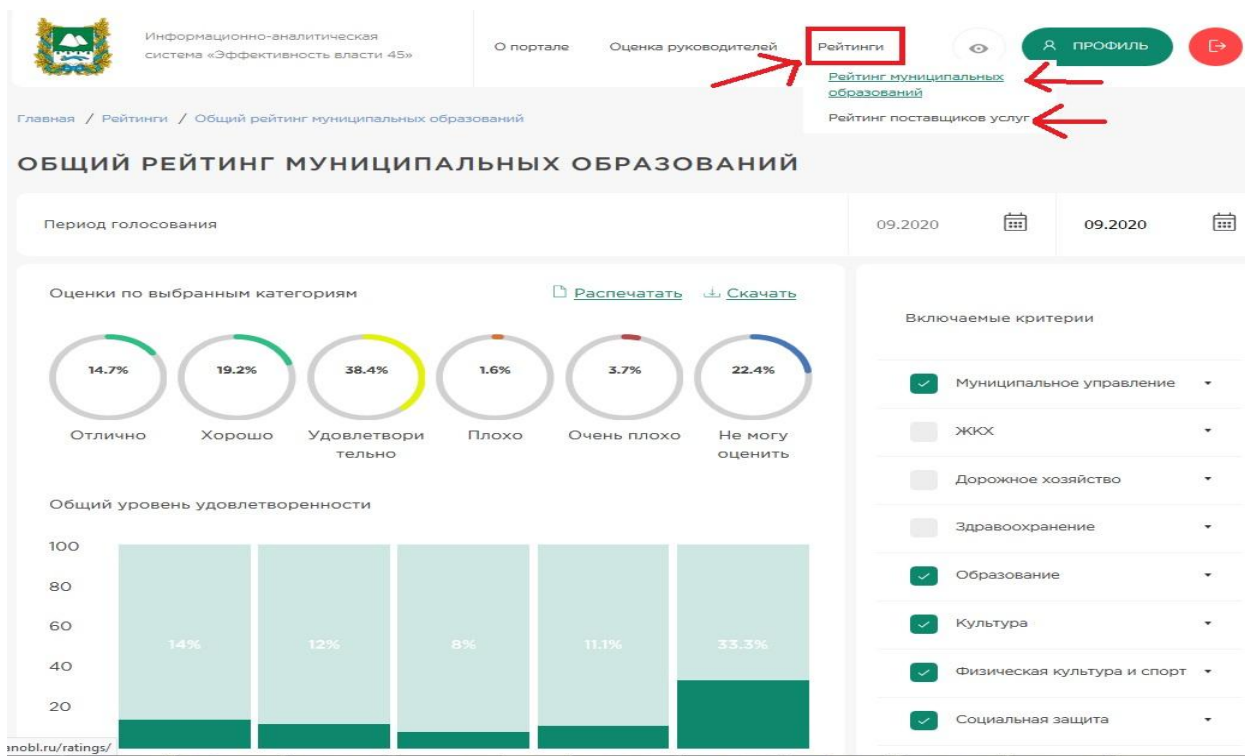 Информационно-аналитическая
система «Эффективность власти 45»
О портале
Оценка руководителей
Рейтинги
ПРОФИЛЬ
Рейтинг муниципальных
образований
Рейтинг поставщиков услуг
Главная / Рейтинги / Общий рейтинг муниципальных образований
ОБЩИЙ РЕЙТИНГ МУНИЦИПАЛЬНЫХ ОБРАЗОВАНИЙ
Период голосования
09.2020
09.2020
Оценки по выбранным категориям
Распечатать
Скачать
14.7%
19.2%
38.4%
1.6%
3.7%
22.4%
Отлично
Хорошо
Удовлетвори
тельно
Плохо
Очень плохо
Не могу
оценить
Общий уровень удовлетворенности
100
80
60
40
20
14%
12%
8%
11.1%
33.3%
Включаемые критерии
Муниципальное управление
ЖКХ
Дорожное хозяйство
Здравоохранение
Образование
Культура
Физическая культура и спорт
Социальная защита
anobl.ru/ratings/